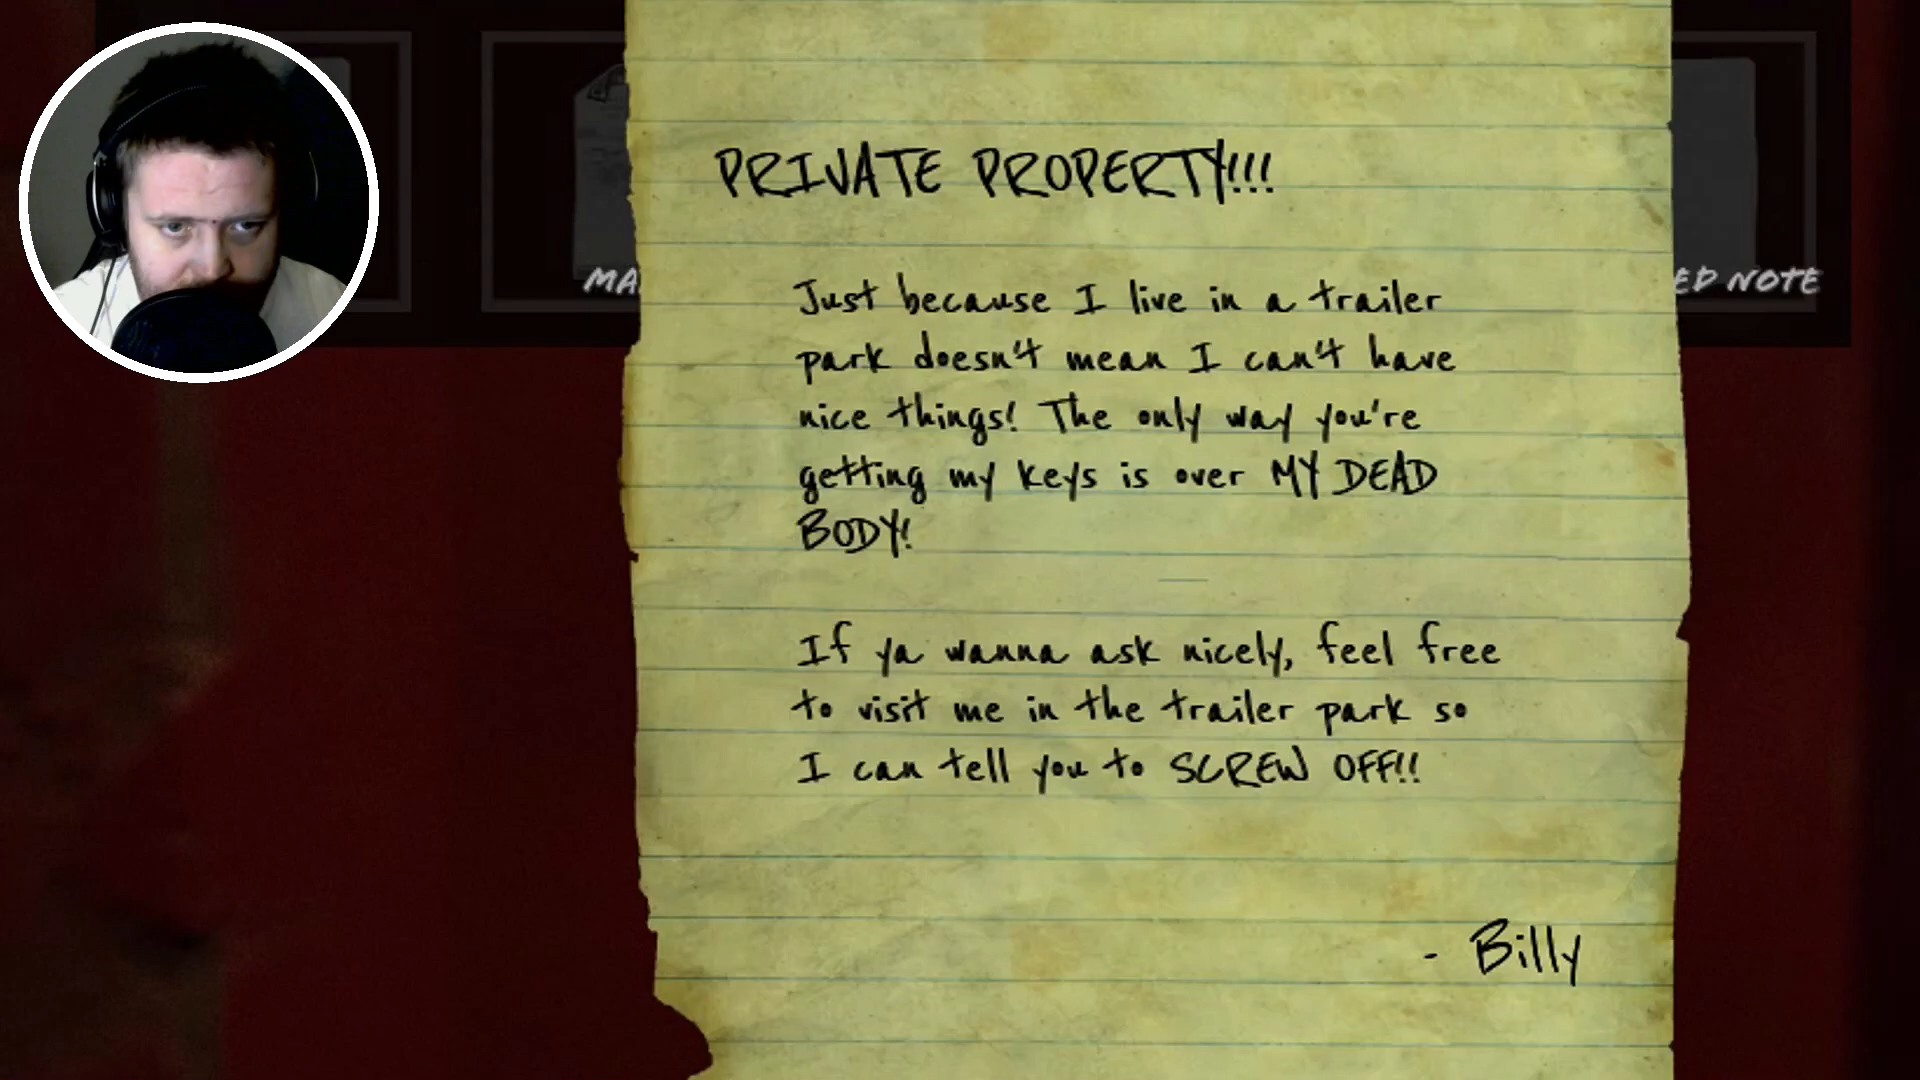 PRIVATE PROPERTY!!!
Just because I live in a trailer
park doesn't mean I can't have
nice things! The only way you're
getting my keys is over MY DEAD
BODY!
If ya wanna ask nicely, feel free
to visit me in the trailer park so
I can tell you to SCREW OFF!!
- Billy
MA
ED NOTE